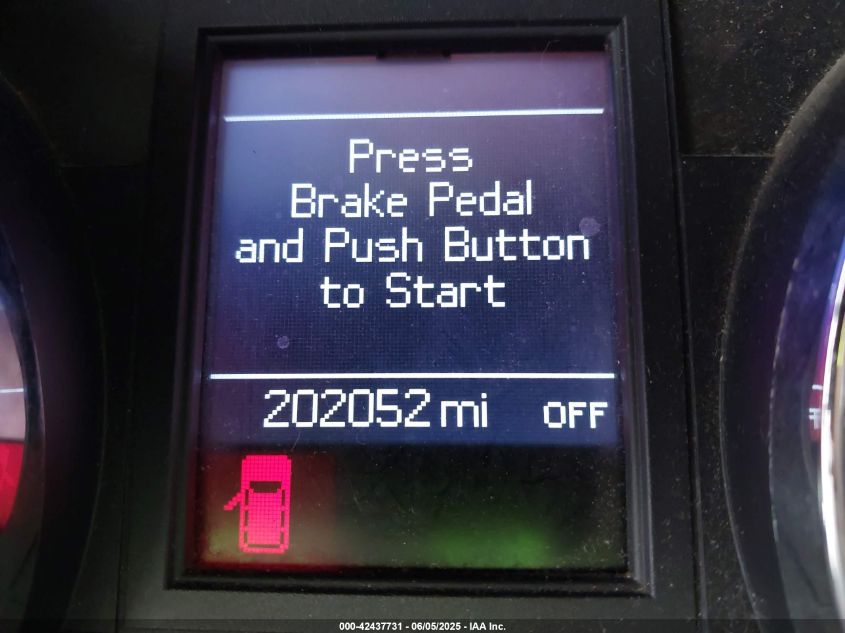 Press
Brake Pedal
and Push Button
to Start
202052 mi OFF
000-42437731 - 06/05/2025 - IAA Inc.